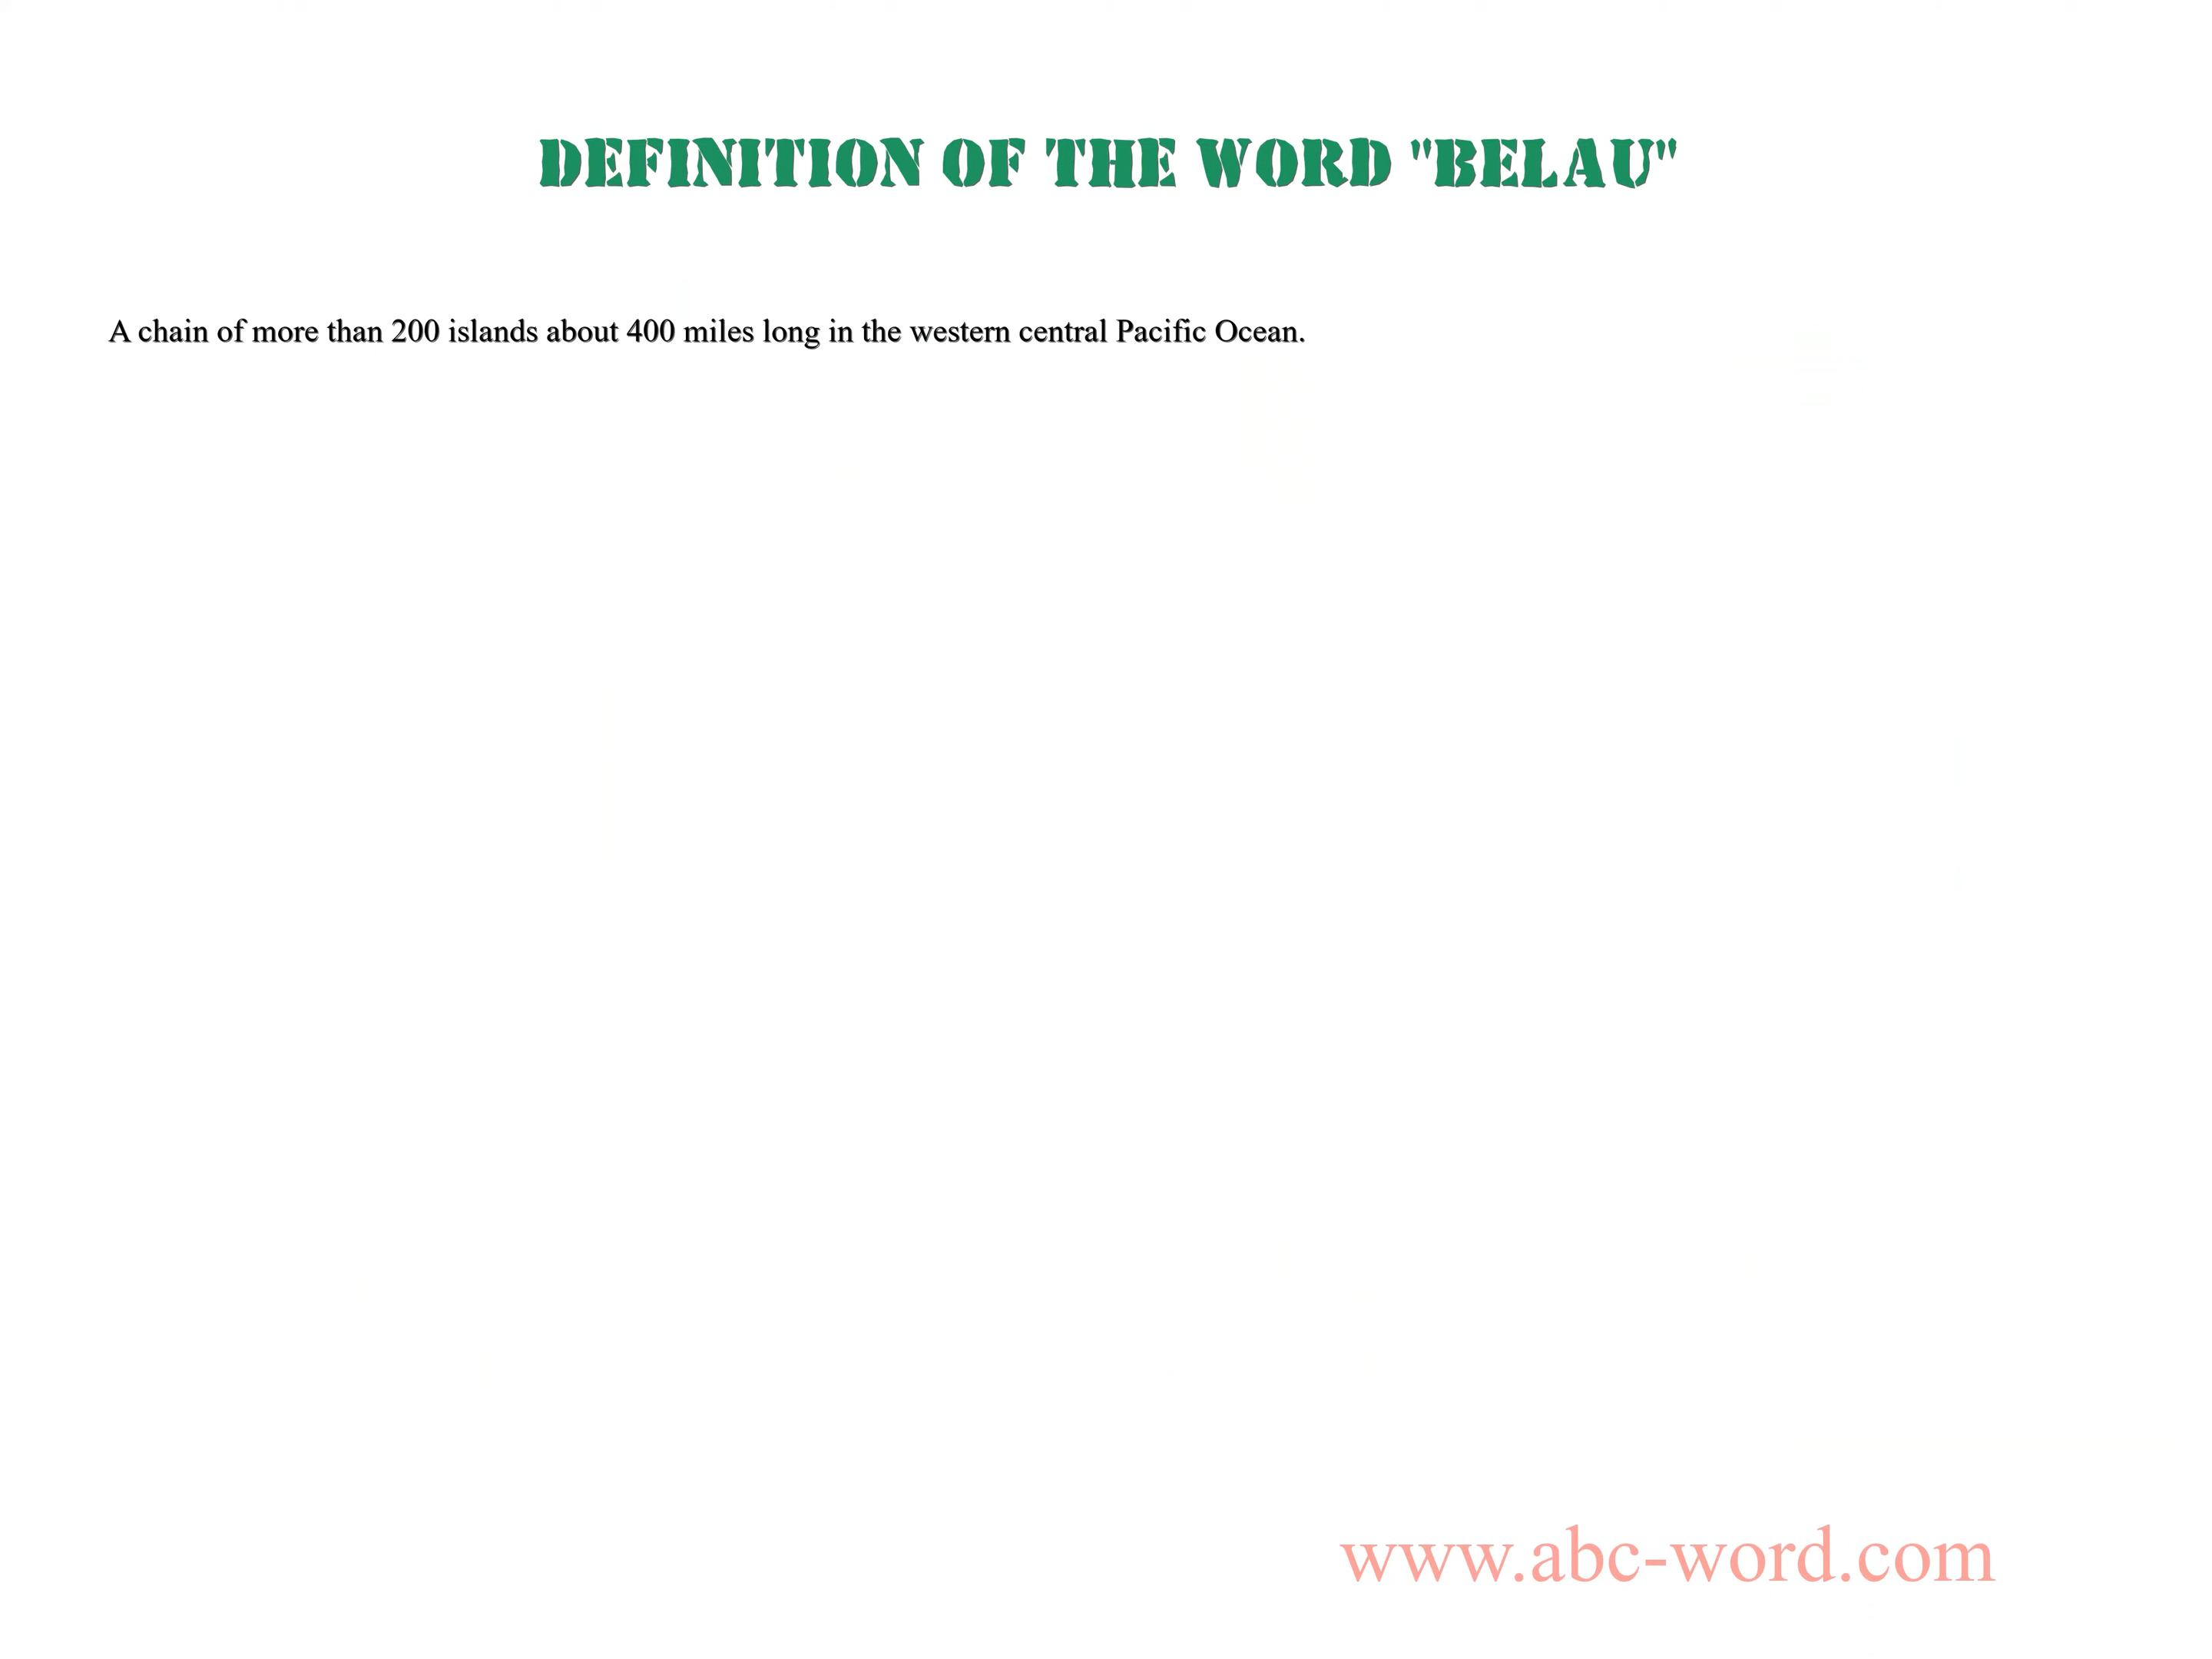 DEFINITION OF THE WORD "BELAU"
A chain of more than 200 islands about 400 miles long in the western central Pacific Ocean.
www.abc-word.com